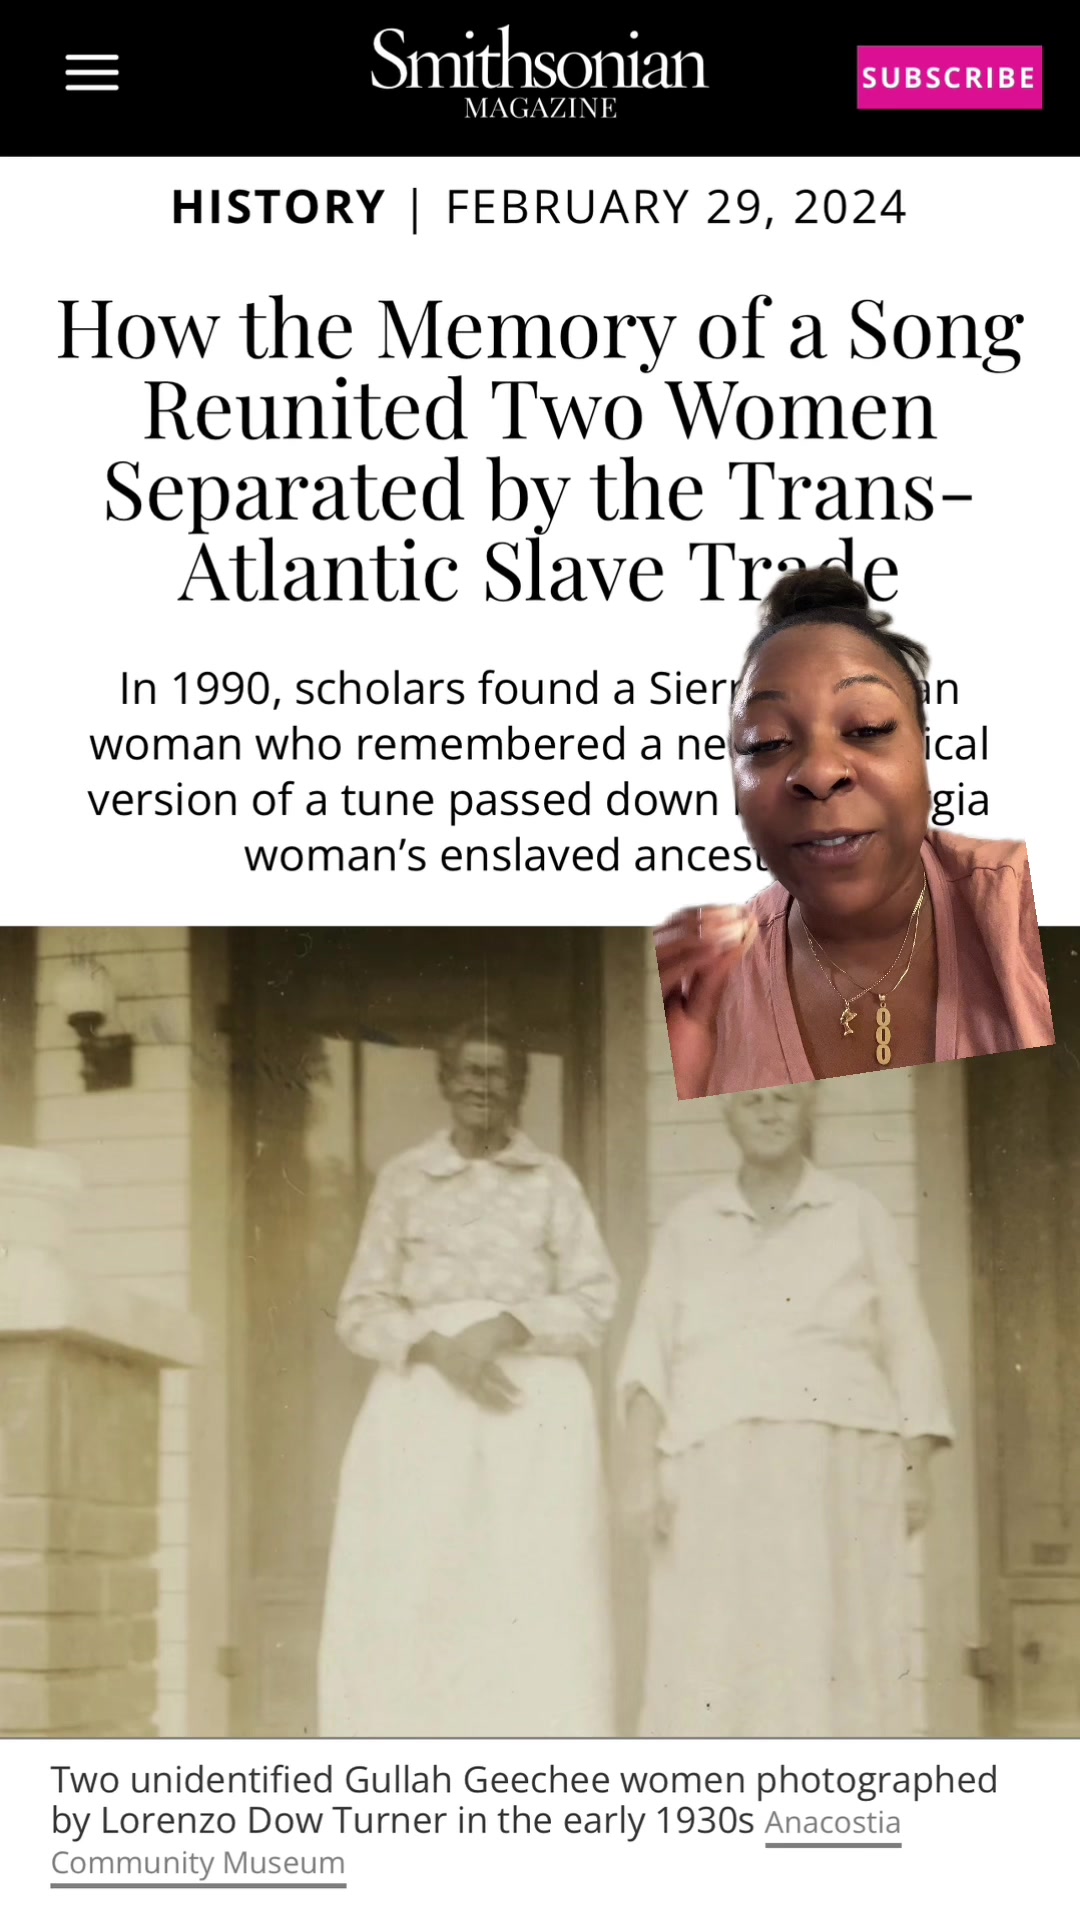 Smithsonian
MAGAZINE
SUBSCRIBE
HISTORY | FEBRUARY 29, 2024
How the Memory of a Song
Reunited Two Women
Separated by the Trans-
Atlantic Slave Trade
In 1990, scholars found a
woman who remembered a
version of a tune passed down
woman's enslaved
Two unidentified Gullah Geechee women photographed
by Lorenzo Dow Turner in the early 1930s Anacostia
Community Museum